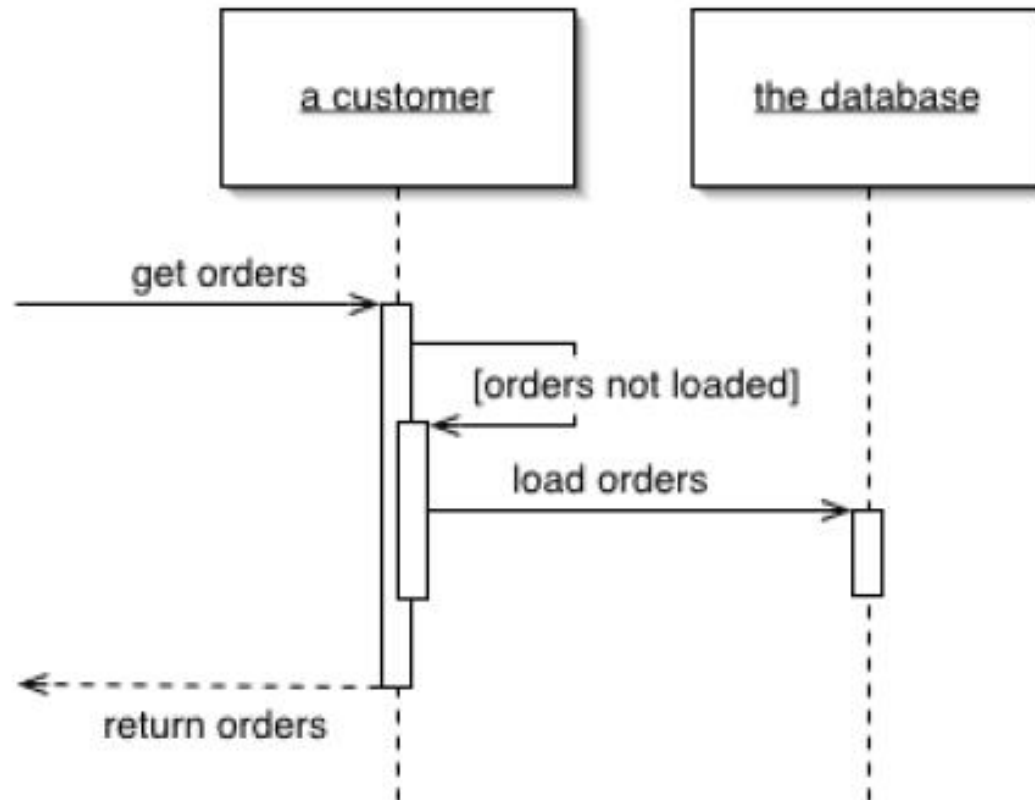 a customer
the database
get orders
[orders not loaded]
load orders
return orders